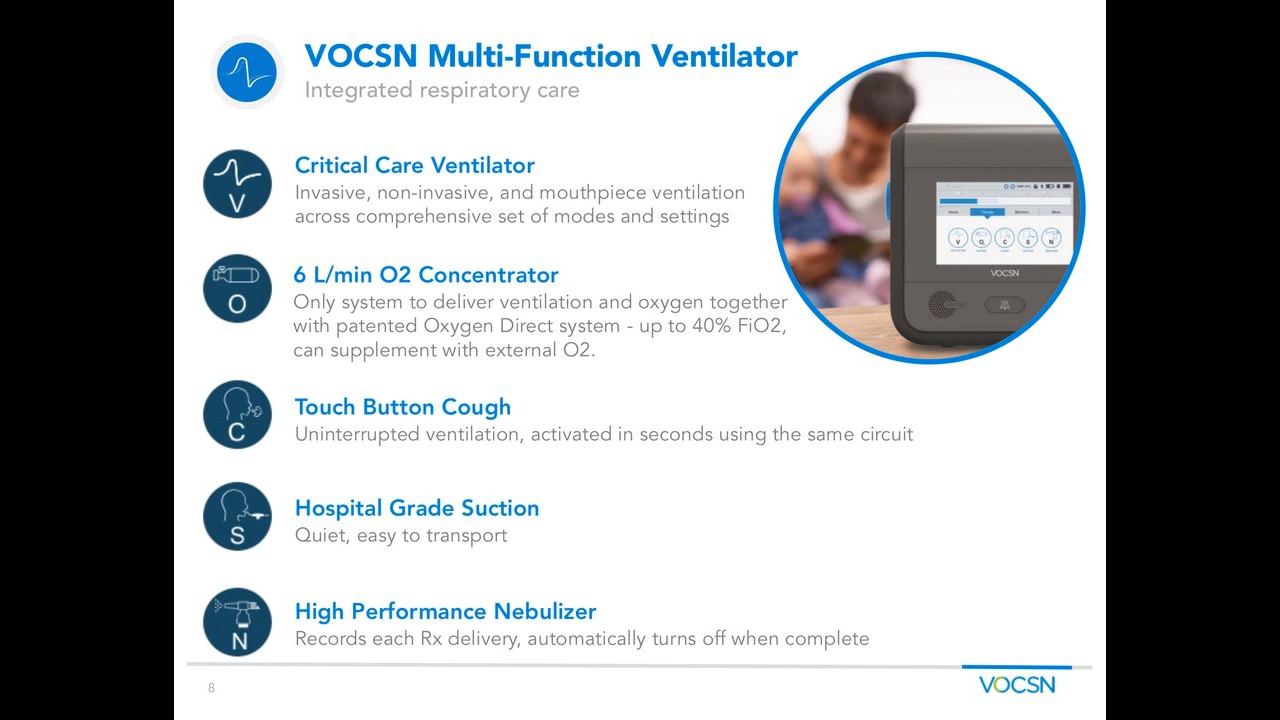 VOCSN Multi-Function Ventilator
Integrated respiratory care
V
Critical Care Ventilator
Invasive, non-invasive, and mouthpiece ventilation
across comprehensive set of modes and settings
O
6 L/min O2 Concentrator
Only system to deliver ventilation and oxygen together
with patented Oxygen Direct system - up to 40% FiO2,
can supplement with external O2.
C
Touch Button Cough
Uninterrupted ventilation, activated in seconds using the same circuit
S
Hospital Grade Suction
Quiet, easy to transport
N
High Performance Nebulizer
Records each Rx delivery, automatically turns off when complete
Home Therapy Monitors
V O₂ C S N
VOCSN
8
VOCSN